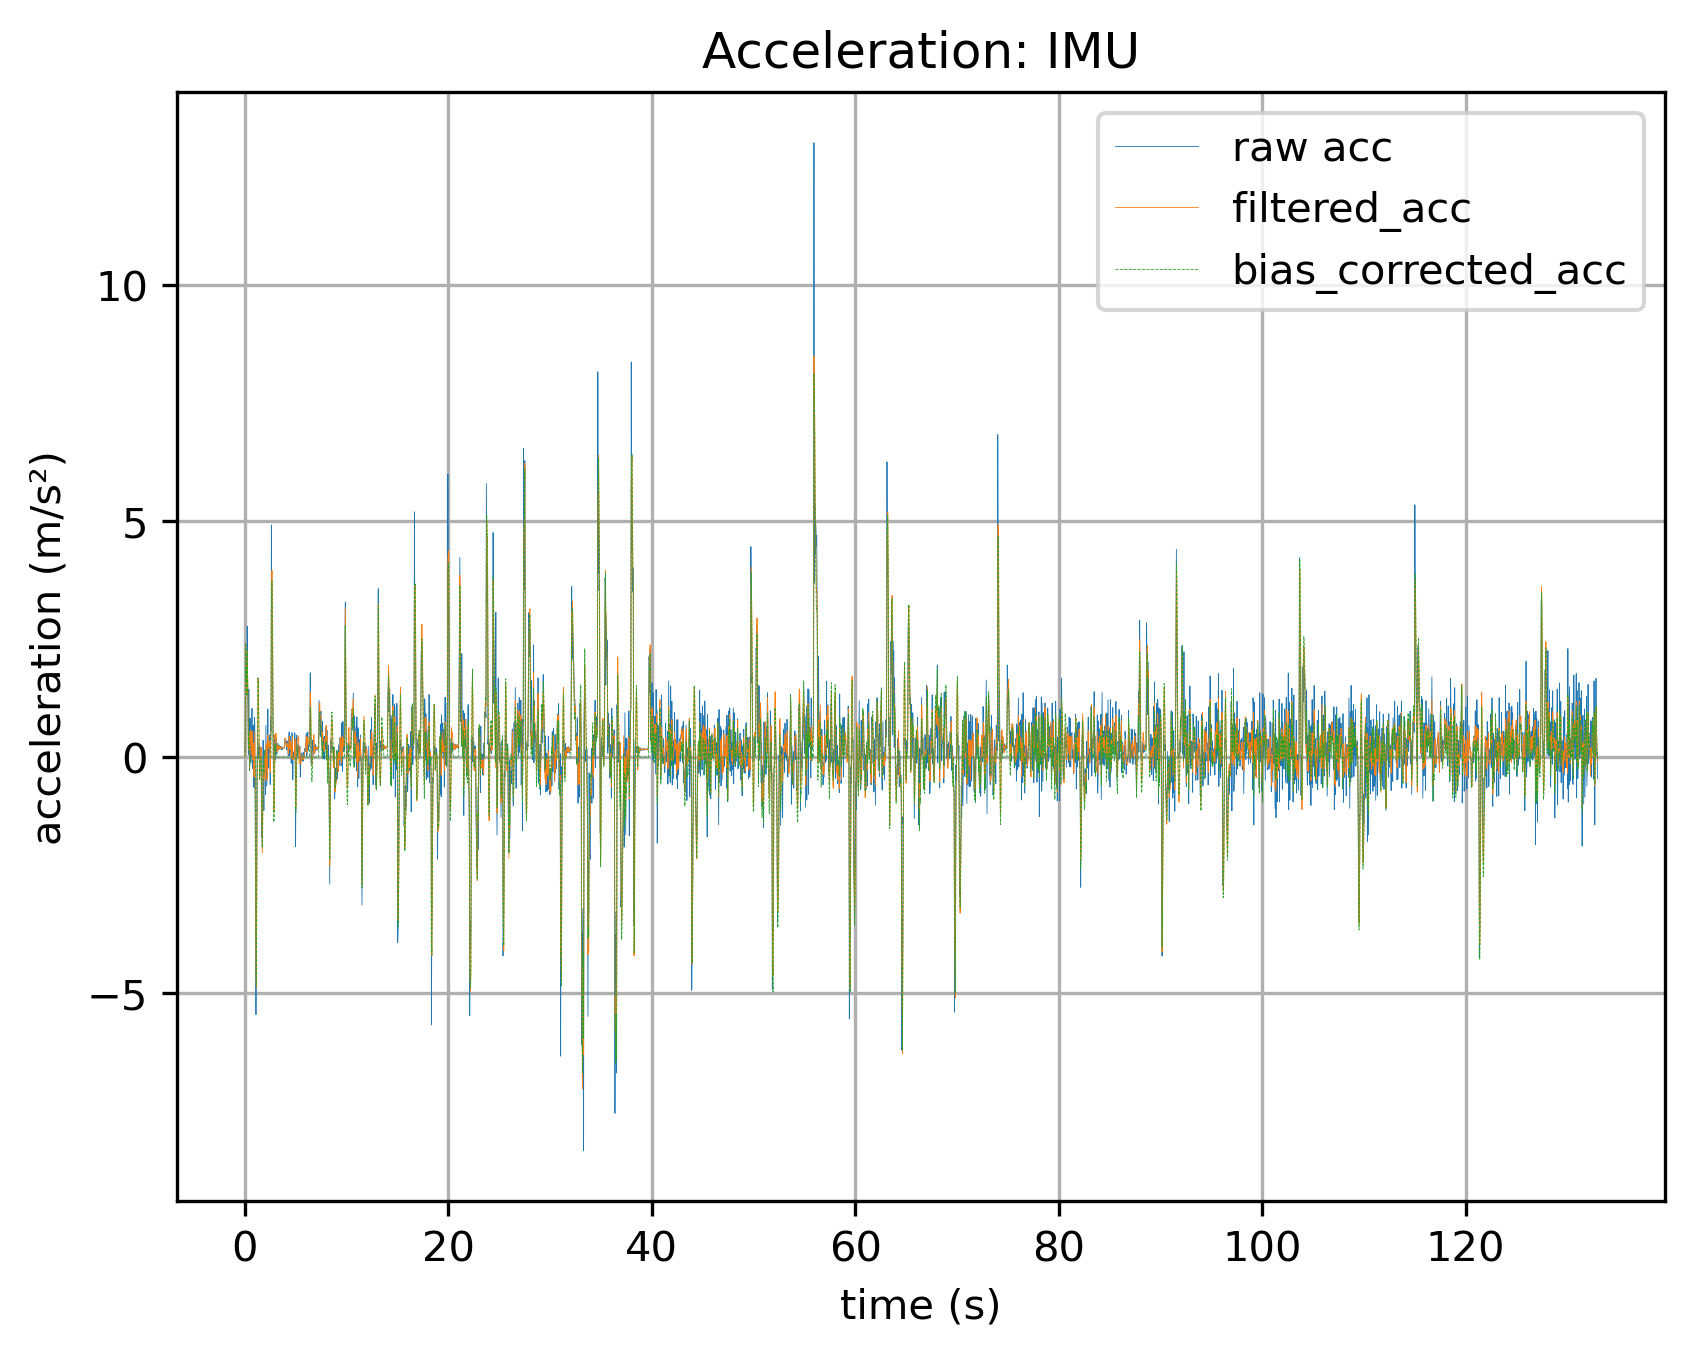 Acceleration: IMU
raw acc
filtered_acc
bias_corrected_acc
acceleration (m/s²)
10
5
0
−5
0 20 40 60 80 100 120
time (s)